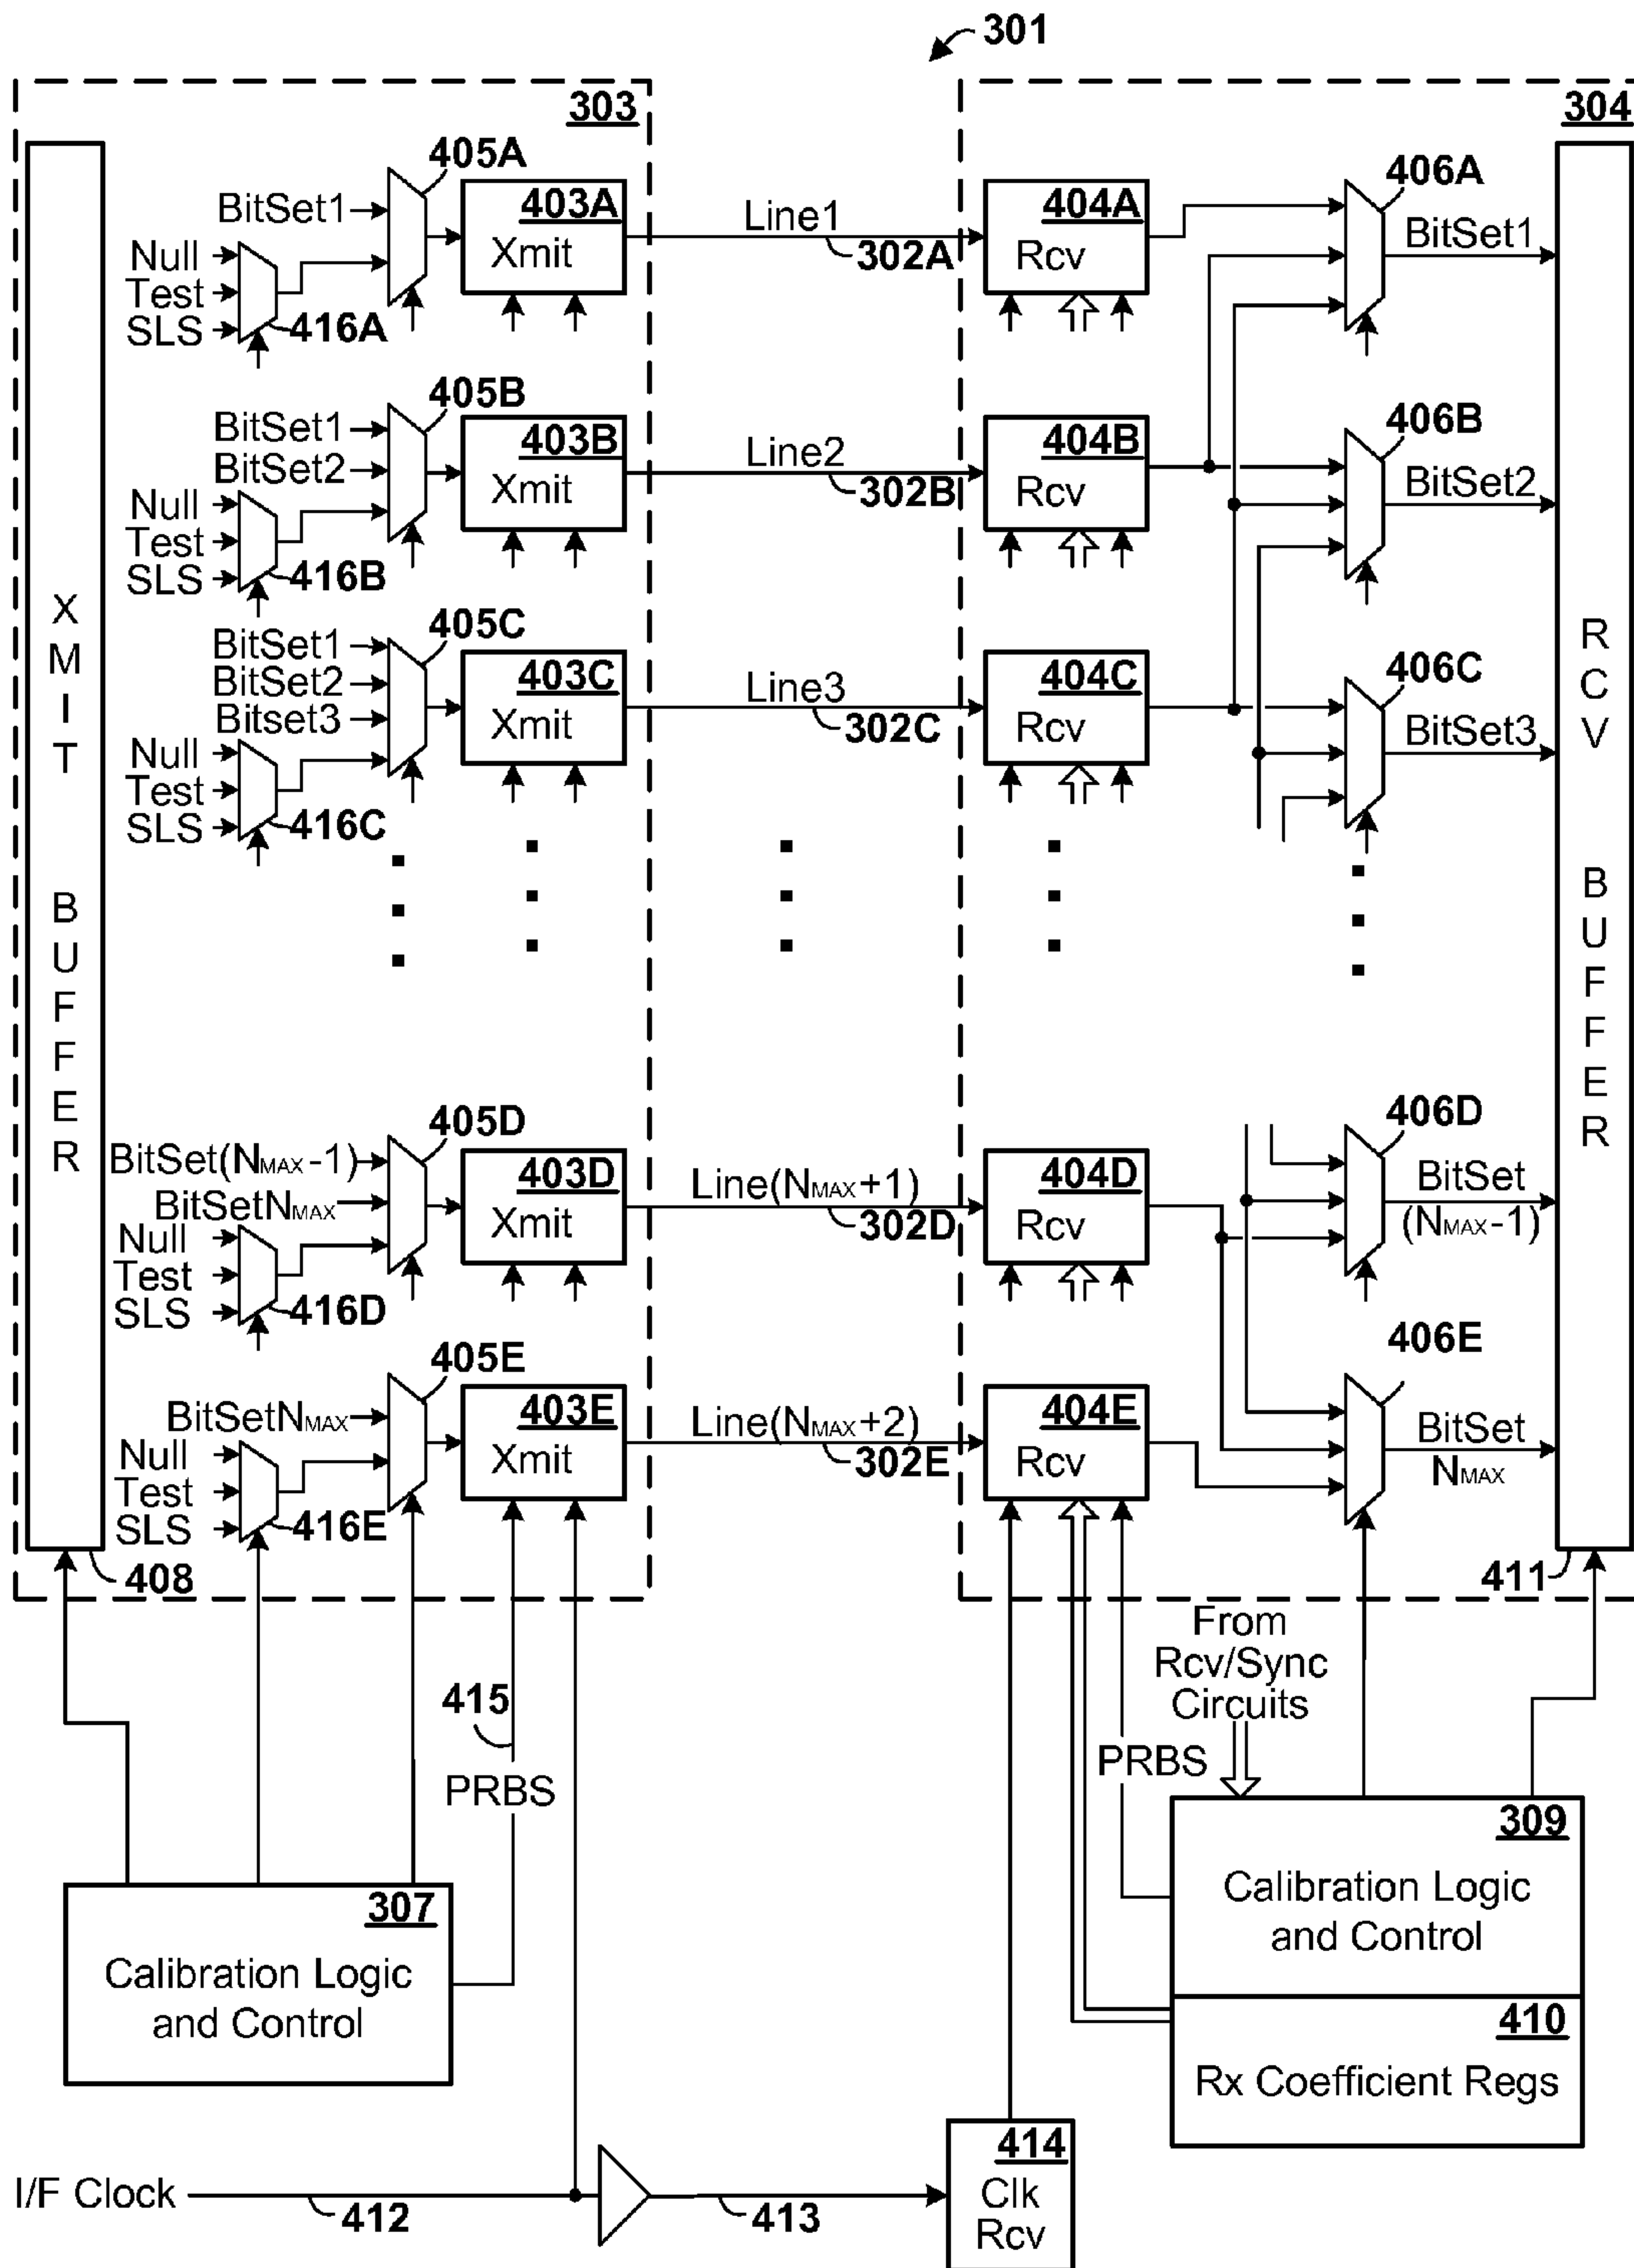 301
303
304
405A
403A
Xmit
BitSet1
Null
Test
SLS
416A
Line1
302A
404A
Rcv
406A
BitSet1
405B
403B
Xmit
BitSet1
BitSet2
Null
Test
SLS
416B
Line2
302B
404B
Rcv
406B
BitSet2
405C
403C
Xmit
BitSet1
BitSet2
Bitset3
Null
Test
SLS
416C
Line3
302C
404C
Rcv
406C
BitSet3
XMIT BUFFER
RCV BUFFER
405D
403D
Xmit
BitSet(NMAX-1)
BitSetNMAX
Null
Test
SLS
416D
Line(NMAX+1)
302D
404D
Rcv
406D
BitSet
(NMAX-1)
405E
403E
Xmit
BitSetNMAX
Null
Test
SLS
416E
Line(NMAX+2)
302E
404E
Rcv
406E
BitSet
NMAX
408
411
From
Rcv/Sync
Circuits
415
PRBS
PRBS
307
Calibration Logic
and Control
309
Calibration Logic
and Control
410
Rx Coefficient Regs
I/F Clock
412
413
414
Clk
Rcv